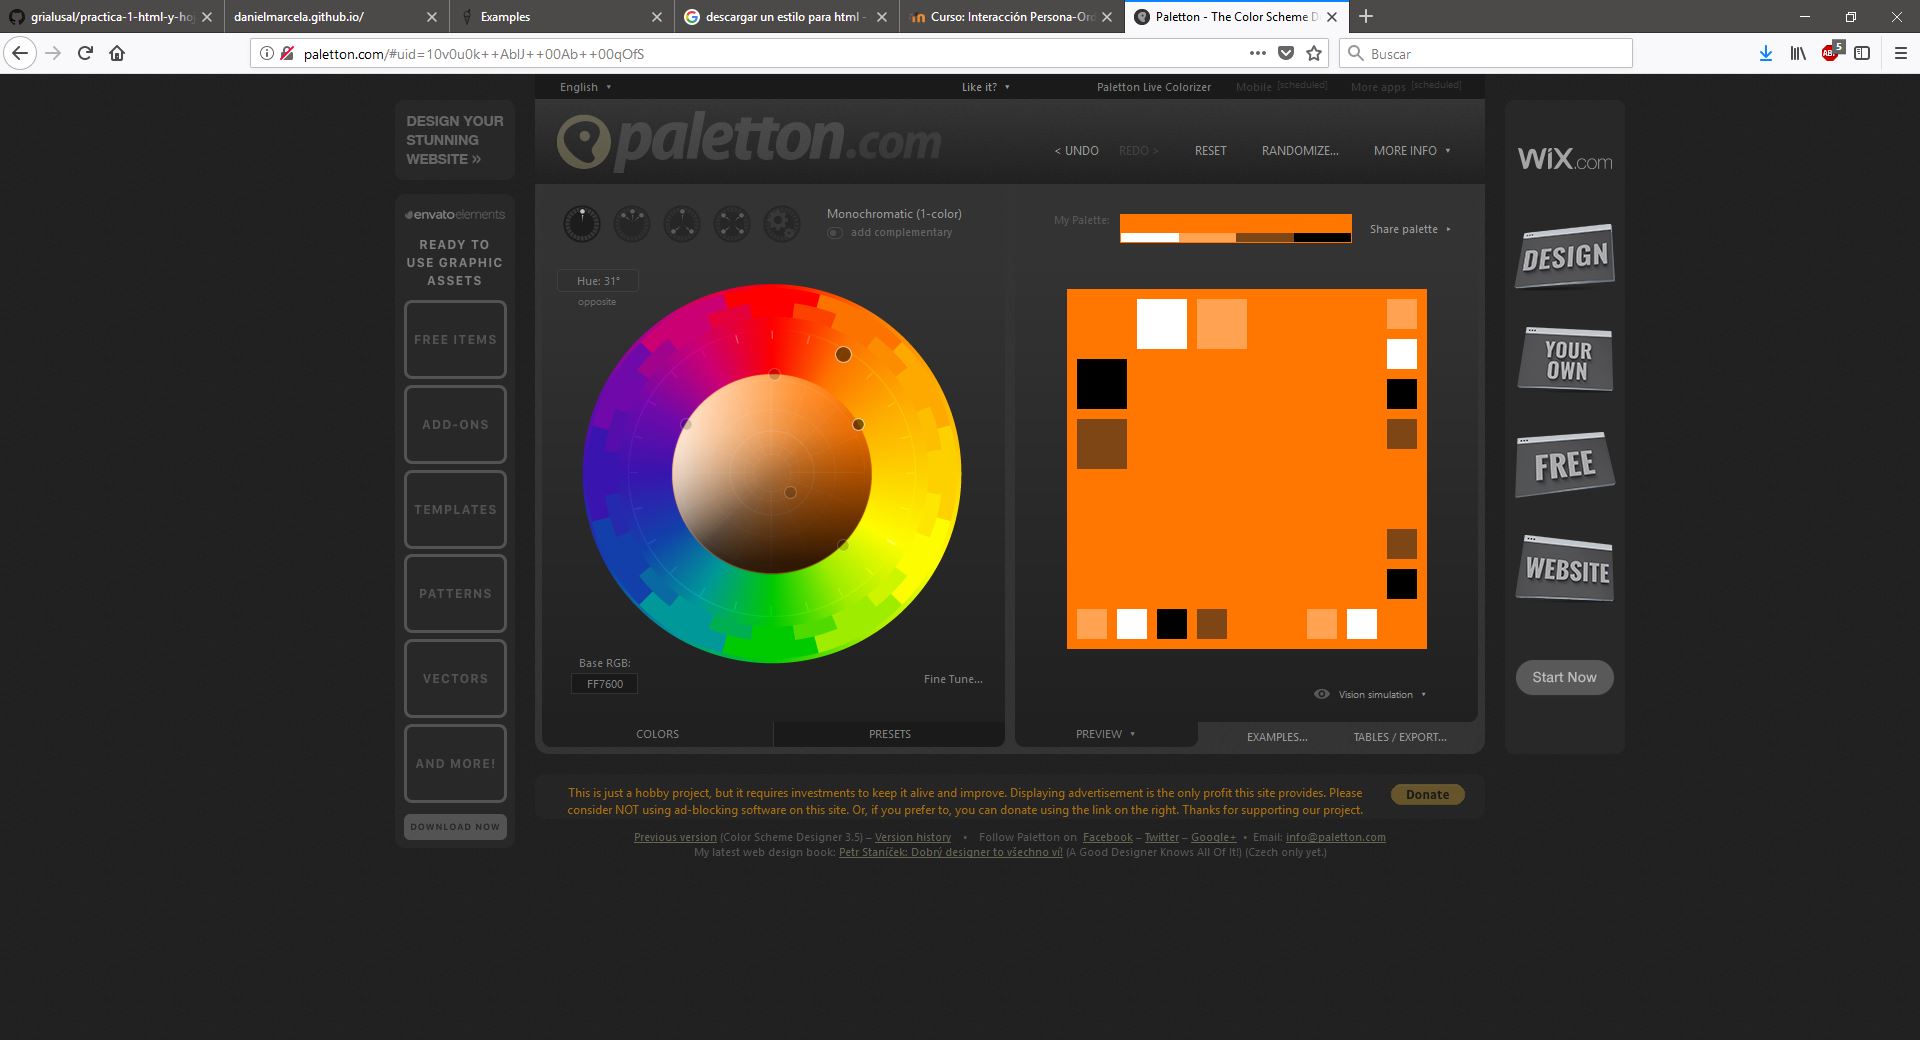 grialusal/practica-1-html-y-hoj
danielmarcela.github.io/
Examples
descargar un estilo para html -
Curso: Interacción Persona-Ord
Paletton - The Color Scheme D
paletton.com/#uid=10v0u0k++AblJ++00Ab++00qOfS
Buscar
ABP
5
English
Like it?
Paletton Live Colorizer
Mobile [scheduled]
More apps [scheduled]
DESIGN YOUR
STUNNING
WEBSITE »
paletton.com
< UNDO
REDO >
RESET
RANDOMIZE...
MORE INFO
WiX.com
envatoelements
READY TO
USE GRAPHIC
ASSETS
FREE ITEMS
ADD-ONS
TEMPLATES
PATTERNS
VECTORS
AND MORE!
DOWNLOAD NOW
Monochromatic (1-color)
add complementary
My Palette:
Share palette
Hue: 31°
opposite
Base RGB:
FF7600
Fine Tune...
Vision simulation
COLORS
PRESETS
PREVIEW
EXAMPLES...
TABLES / EXPORT...
DESIGN
YOUR
OWN
FREE
WEBSITE
Start Now
This is just a hobby project, but it requires investments to keep it alive and improve. Displaying advertisement is the only profit this site provides. Please
consider NOT using ad-blocking software on this site. Or, if you prefer to, you can donate using the link on the right. Thanks for supporting our project.
Donate
Previous version (Color Scheme Designer 3.5) – Version history • Follow Paletton on Facebook – Twitter – Google+ • Email: info@paletton.com
My latest web design book: Petr Staníček: Dobrý designer to všechno ví! (A Good Designer Knows All Of It!) (Czech only yet.)